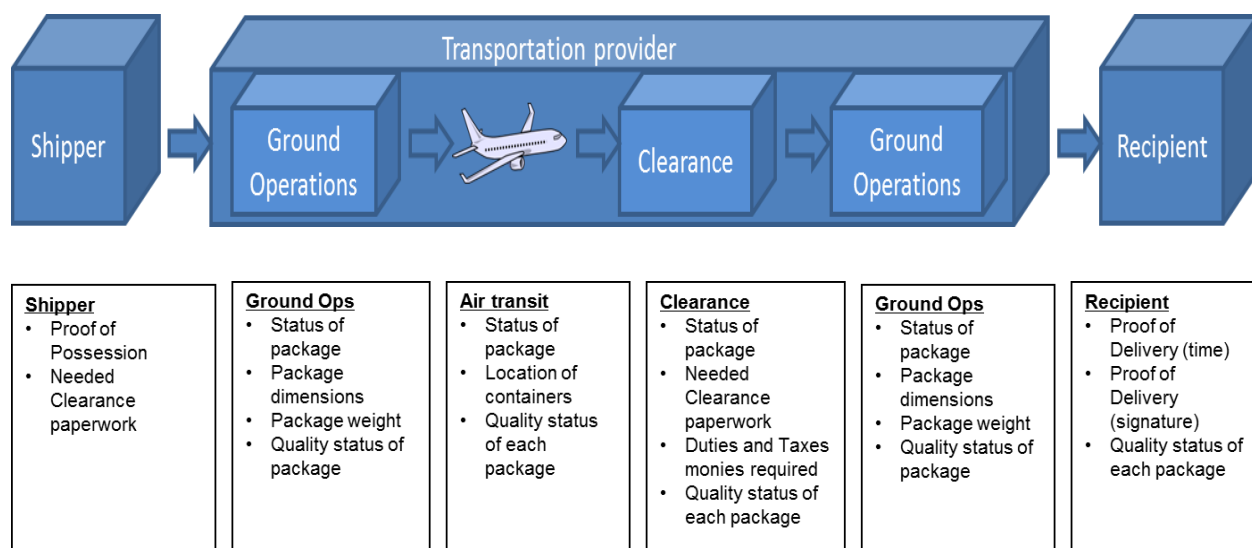 Transportation provider
Shipper
Ground
Operations
Clearance
Ground
Operations
Recipient
Shipper
• Proof of
Possession
• Needed
Clearance
paperwork
Ground Ops
• Status of
package
• Package
dimensions
• Package weight
• Quality status of
package
Air transit
• Status of
package
• Location of
containers
• Quality status
of each
package
Clearance
• Status of
package
• Needed
Clearance
paperwork
• Duties and Taxes
monies required
• Quality status of
each package
Ground Ops
• Status of
package
• Package
dimensions
• Package weight
• Quality status of
package
Recipient
• Proof of
Delivery (time)
• Proof of
Delivery
(signature)
• Quality status of
each package